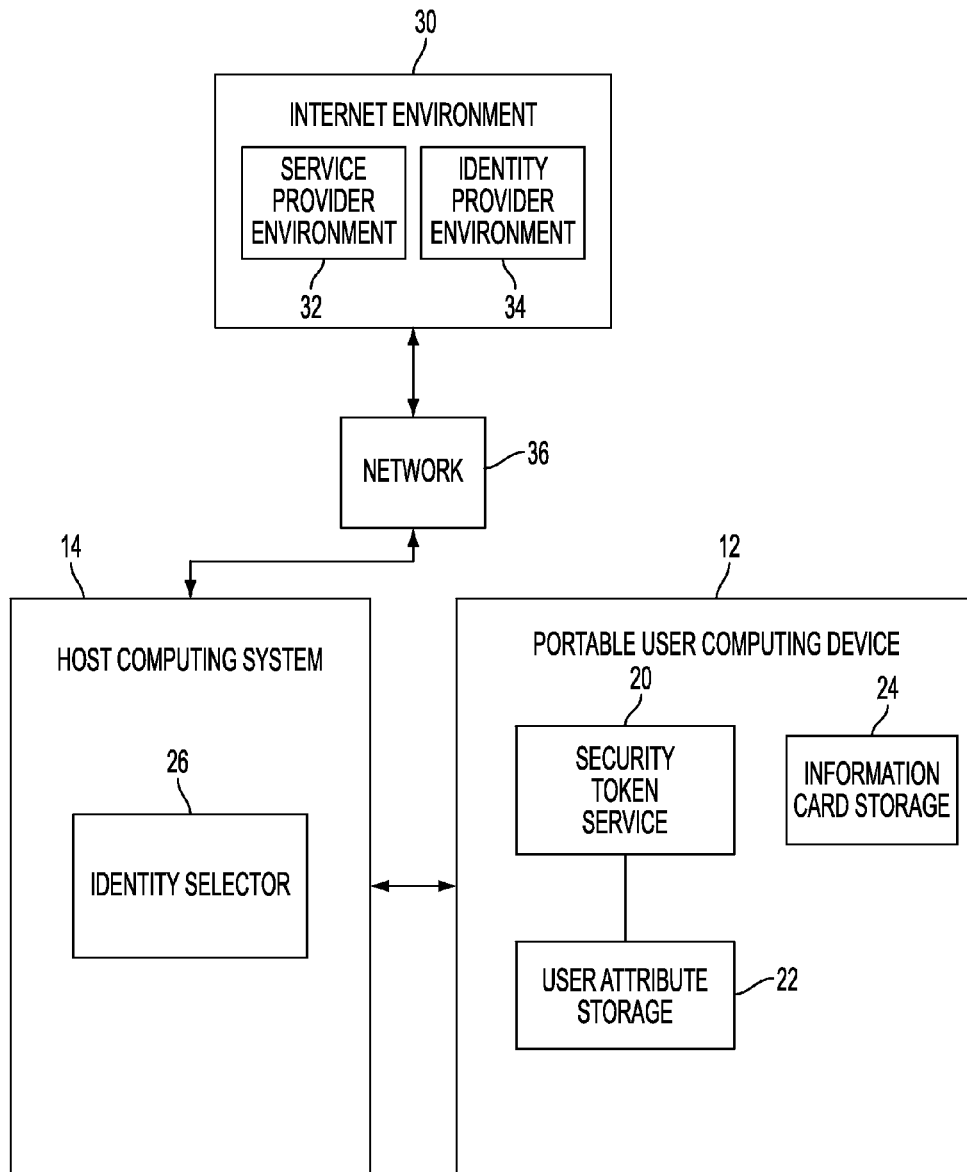 30
INTERNET ENVIRONMENT
SERVICE
PROVIDER
ENVIRONMENT
IDENTITY
PROVIDER
ENVIRONMENT
32
34
NETWORK
36
14
12
HOST COMPUTING SYSTEM
PORTABLE USER COMPUTING DEVICE
20
24
SECURITY
TOKEN
SERVICE
INFORMATION
CARD STORAGE
26
IDENTITY SELECTOR
USER ATTRIBUTE
STORAGE
22